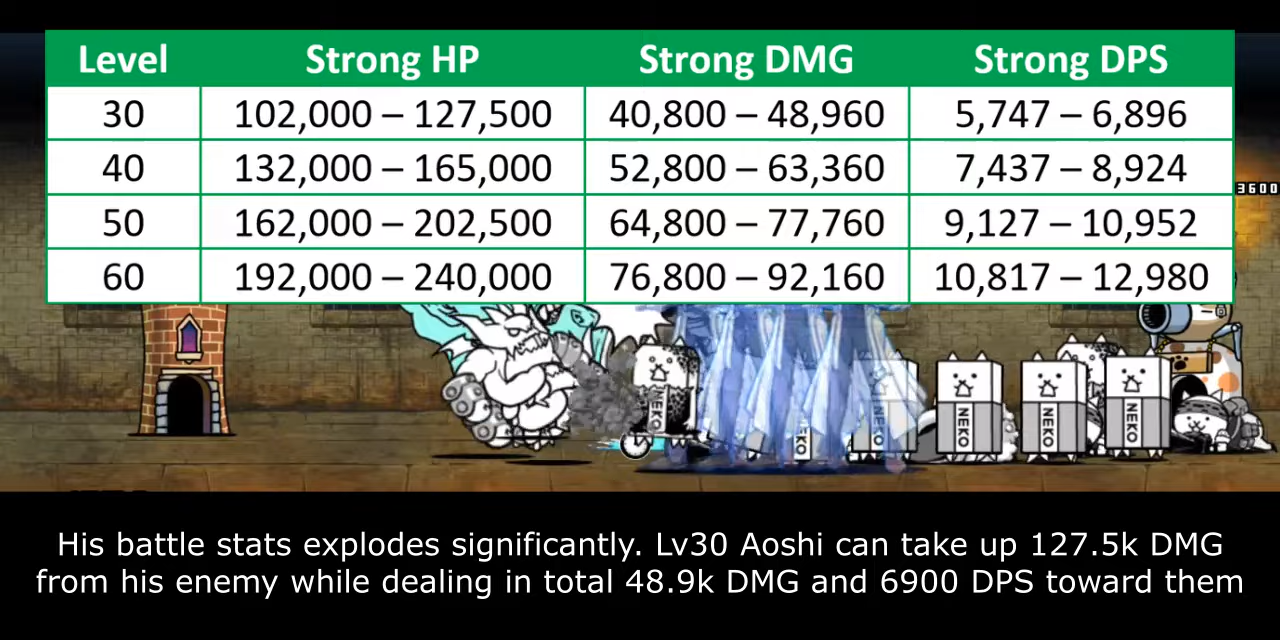 Level Strong HP Strong DMG Strong DPS
30 102,000 – 127,500 40,800 – 48,960 5,747 – 6,896
40 132,000 – 165,000 52,800 – 63,360 7,437 – 8,924
50 162,000 – 202,500 64,800 – 77,760 9,127 – 10,952
60 192,000 – 240,000 76,800 – 92,160 10,817 – 12,980
3600
NEKO
NEKO
NEKO
NEKO
NEKO
NEKO
His battle stats explodes significantly. Lv30 Aoshi can take up 127.5k DMG
from his enemy while dealing in total 48.9k DMG and 6900 DPS toward them